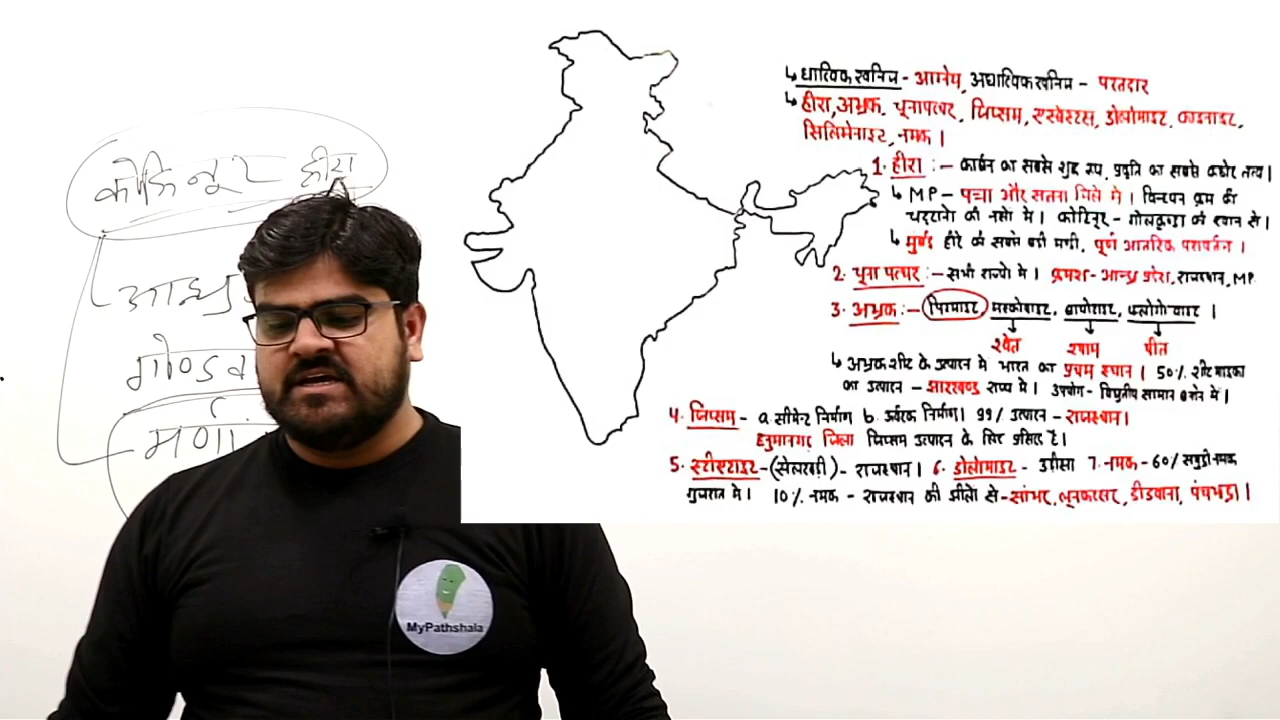 कोहिनूर हीरा
आन्ध्र
गोण्ड
MyPathshala
↳ धात्विक खनिज - आग्नेय, अधात्विक खनिज - परतदार
↳ हीरा, अभ्रक, चूनापत्थर, जिप्सम, एस्बेस्टस, डोलोमाइट, काइनाइट,
सिलिमेनाइट, नमक।
1. हीरा :- कार्बन का सबसे शुद्ध रूप, प्रकृति का सबसे कठोर तत्व।
↳ MP - पन्ना और सतना जिले में। विन्ध्यन क्रम की
चट्टानो की नसो में। कोहिनूर - गोलकुण्डा की खान से।
↳ मुम्बई हीरे की सबसे बडी मण्डी, पूर्ण आंतरिक परावर्तन।
2. चूना पत्थर :- सभी राज्यो में। क्रमश - आन्ध्र प्रदेश, राजस्थान, MP
3. अभ्रक :- मस्कोवाइट, बायोटाइट, फ्लोगोपाइट।
श्वेत श्याम पीत
↳ अभ्रक शीट के उत्पादन मे भारत का प्रथम स्थान। 50% शीट माइका
का उत्पादन - झारखण्ड राज्य मे। उपयोग - विद्युतीय सामान बनाने में।
4. जिप्सम - a. सीमेन्ट निर्माण b. उर्वरक निर्माण। 99% उत्पादन - राजस्थान।
हनुमानगढ़ जिला जिप्सम उत्पादन के लिए प्रसिद्ध है।
5. स्टीएटाइट - (सेलखडी) - राजस्थान। 6. डोलोमाइट - उडीसा 7. नमक - 60% समुद्री नमक
गुजरात मे। 10% नमक - राजस्थान की झीलो से - सांभर, लूनकरसर, डीडवाना, पंचभद्रा।